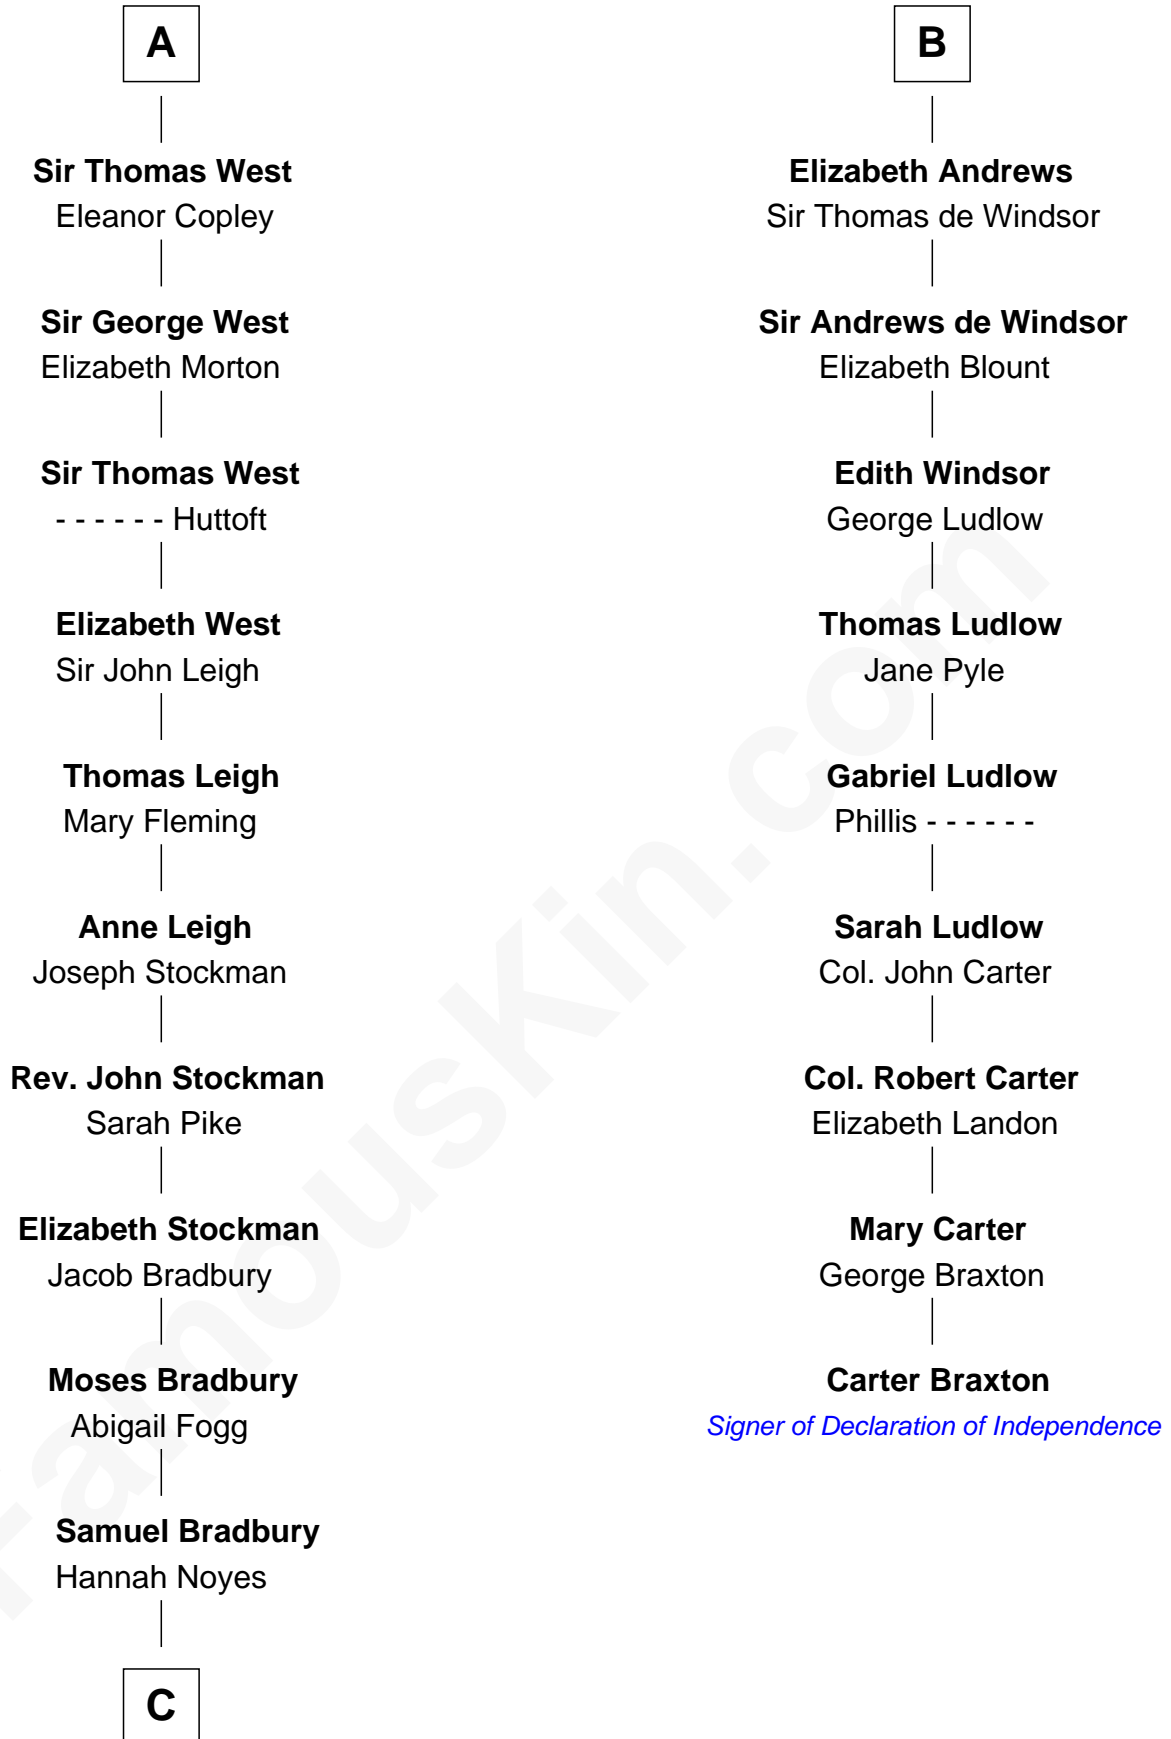 A
Sir Thomas West
Eleanor Copley
Sir George West
Elizabeth Morton
Sir Thomas West
- - - - - - Huttoft
Elizabeth West
Sir John Leigh
Thomas Leigh
Mary Fleming
Anne Leigh
Joseph Stockman
Rev. John Stockman
Sarah Pike
Elizabeth Stockman
Jacob Bradbury
Moses Bradbury
Abigail Fogg
Samuel Bradbury
Hannah Noyes
C
B
Elizabeth Andrews
Sir Thomas de Windsor
Sir Andrews de Windsor
Elizabeth Blount
Edith Windsor
George Ludlow
Thomas Ludlow
Jane Pyle
Gabriel Ludlow
Phillis - - - - - -
Sarah Ludlow
Col. John Carter
Col. Robert Carter
Elizabeth Landon
Mary Carter
George Braxton
Carter Braxton
Signer of Declaration of Independence
FamousKin.com